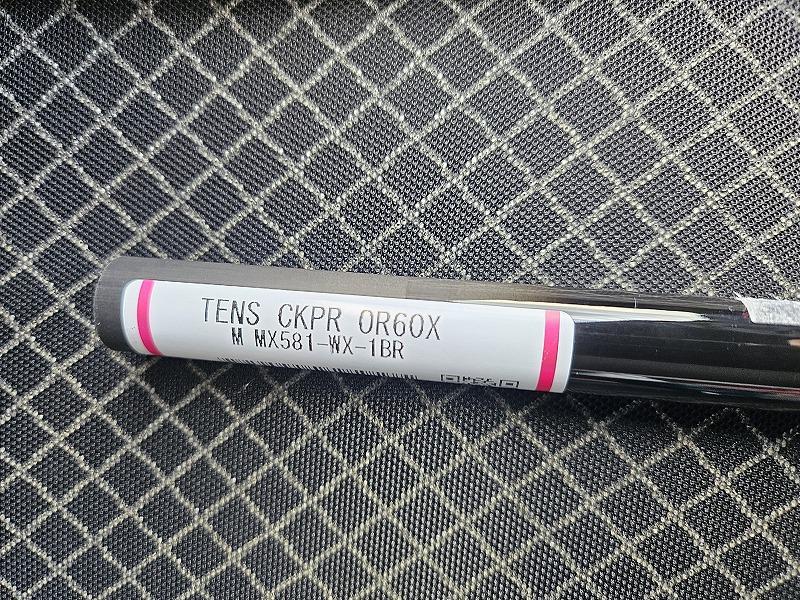 TENS CKPR OR60X
M MX581-WX-1BR